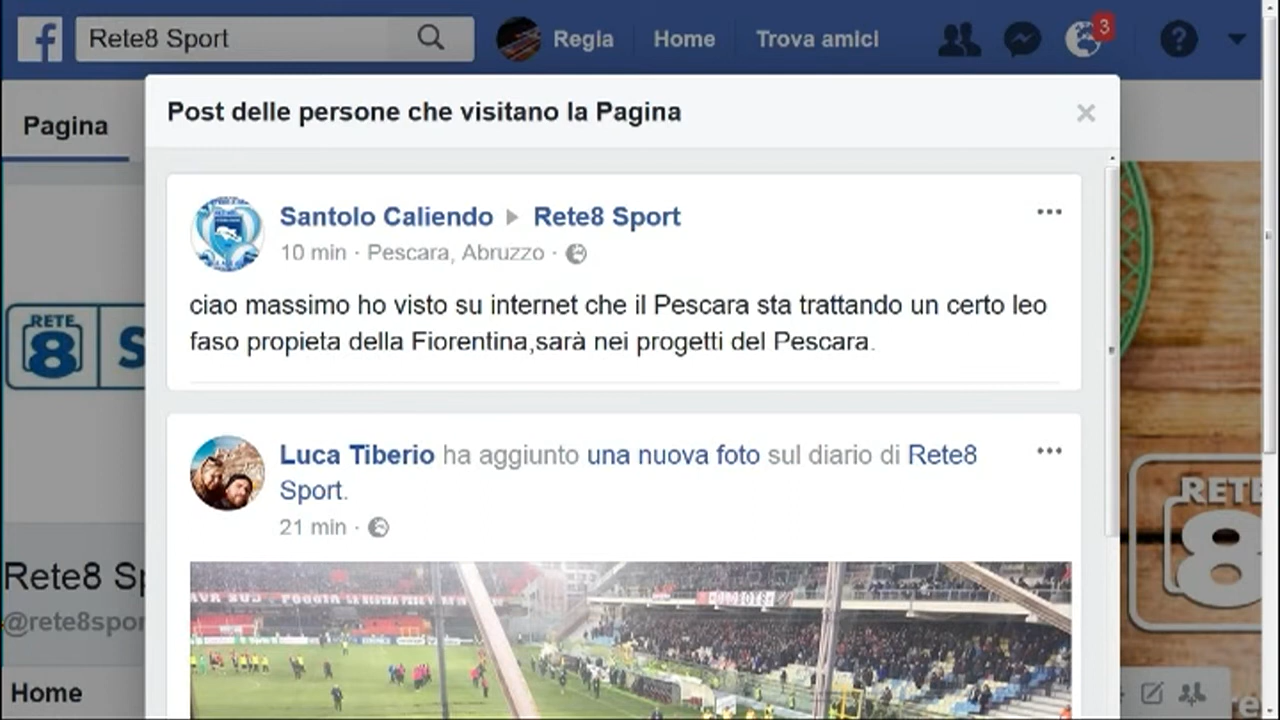 Rete8 Sport
Regia
Home
Trova amici
3
?
Pagina
Post delle persone che visitano la Pagina
×
Santolo Caliendo
Rete8 Sport
10 min · Pescara, Abruzzo ·
ciao massimo ho visto su internet che il Pescara sta trattando un certo leo
faso propieta della Fiorentina,sarà nei progetti del Pescara.
RETE
8
S
Luca Tiberio ha aggiunto una nuova foto sul diario di Rete8
Sport.
21 min ·
RETE
8
Rete8 Sp
@rete8spor
Home